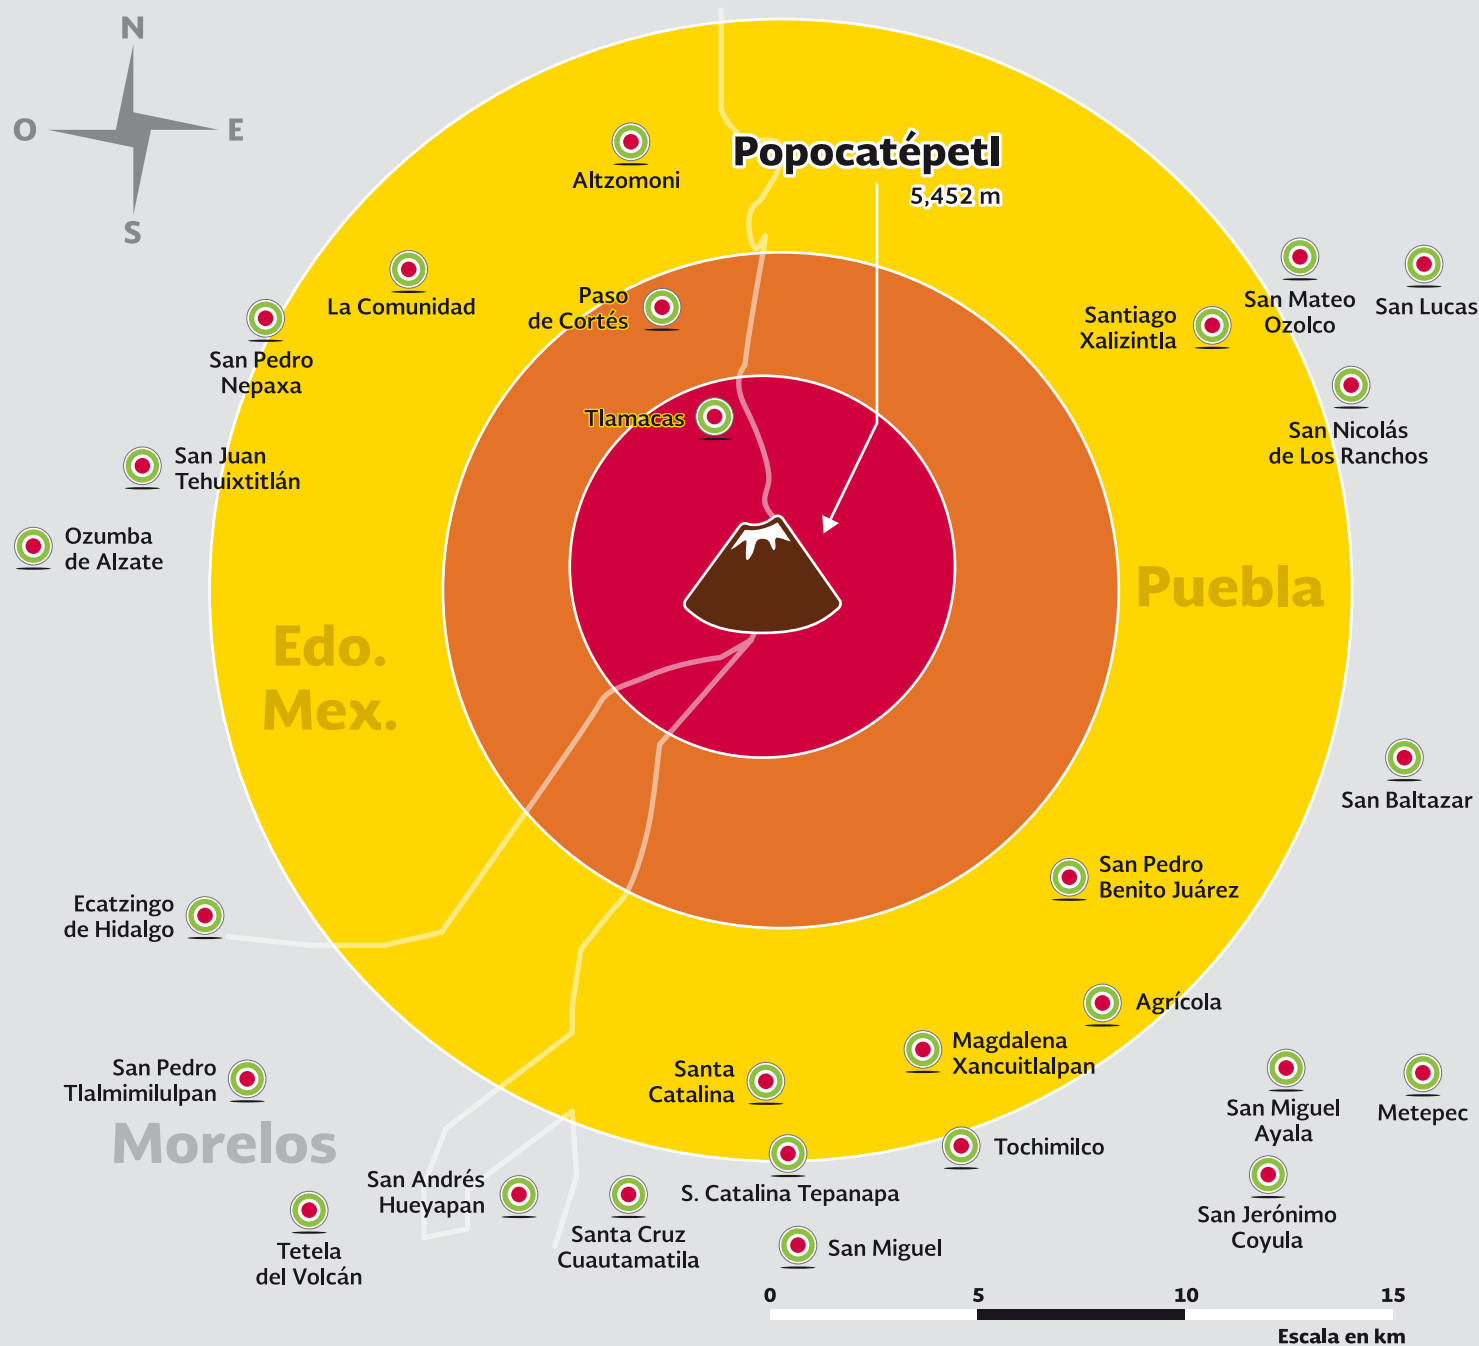 N
O
E
S
Popocatépetl
5,452 m
Altzomoni
La Comunidad
Paso
de Cortés
San Pedro
Nepaxa
Tlamacas
Santiago
Xalizintla
San Mateo
Ozolco
San Lucas
San Nicolás
de Los Ranchos
San Juan
Tehuixtitlán
Ozumba
de Alzate
Puebla
Edo.
Mex.
San Baltazar
San Pedro
Benito Juárez
Ecatzingo
de Hidalgo
Agrícola
Magdalena
Xancuitlalpan
Santa
Catalina
San Pedro
Tlalmimilulpan
Morelos
San Miguel
Ayala
Metepec
Tochimilco
San Andrés
Hueyapan
S. Catalina Tepanapa
San Jerónimo
Coyula
Tetela
del Volcán
Santa Cruz
Cuautamatila
San Miguel
0
5
10
15
Escala en km